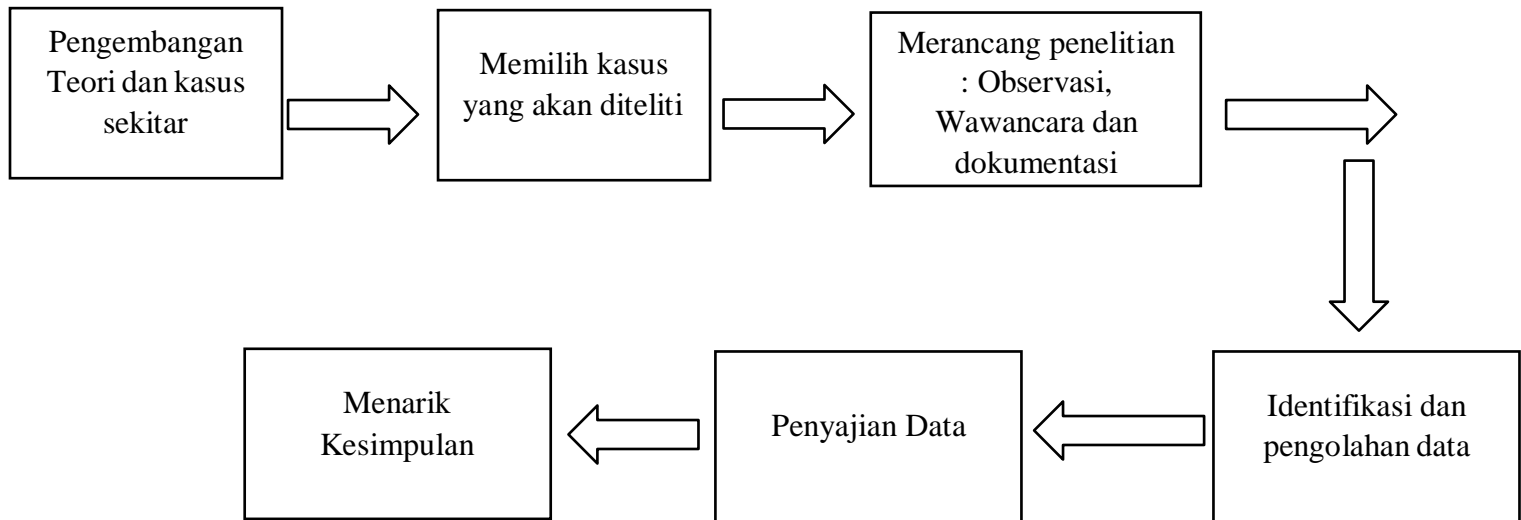 Pengembangan
Teori dan kasus
sekitar
Memilih kasus
yang akan diteliti
Merancang penelitian
: Observasi,
Wawancara dan
dokumentasi
Identifikasi dan
pengolahan data
Penyajian Data
Menarik
Kesimpulan